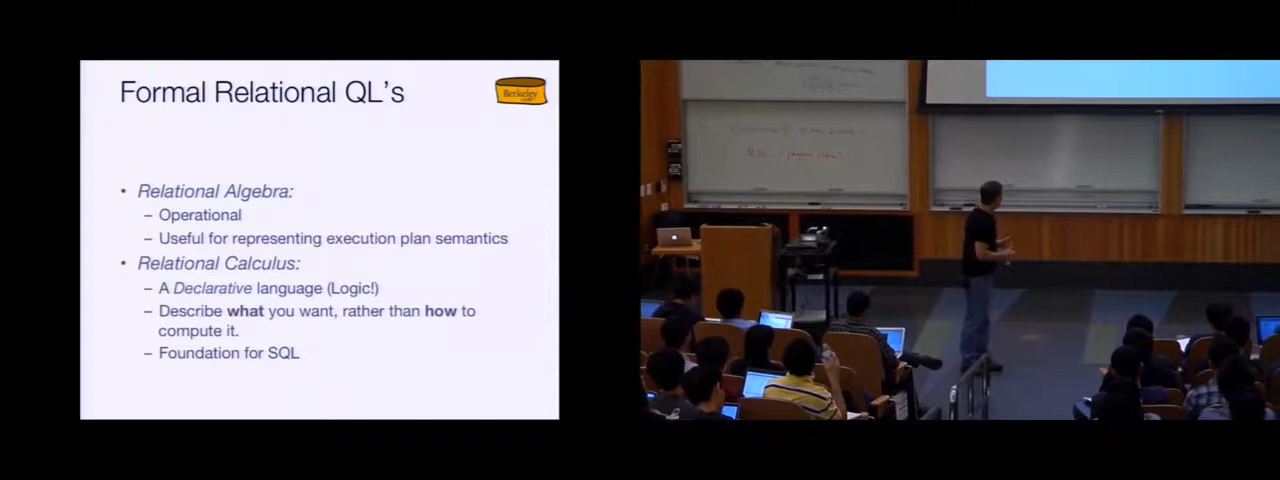 Formal Relational QL's
Berkeley
• Relational Algebra:
– Operational
– Useful for representing execution plan semantics
• Relational Calculus:
– A Declarative language (Logic!)
– Describe what you want, rather than how to
compute it.
– Foundation for SQL